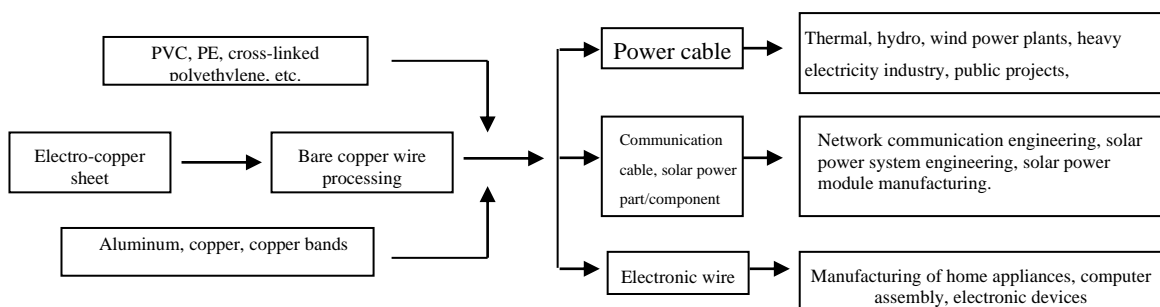 PVC, PE, cross-linked
polyethylene, etc.
Electro-copper
sheet
Bare copper wire
processing
Aluminum, copper, copper bands
Power cable
Thermal, hydro, wind power plants, heavy
electricity industry, public projects,
Communication
cable, solar power
part/component
Network communication engineering, solar
power system engineering, solar power
module manufacturing.
Electronic wire
Manufacturing of home appliances, computer
assembly, electronic devices